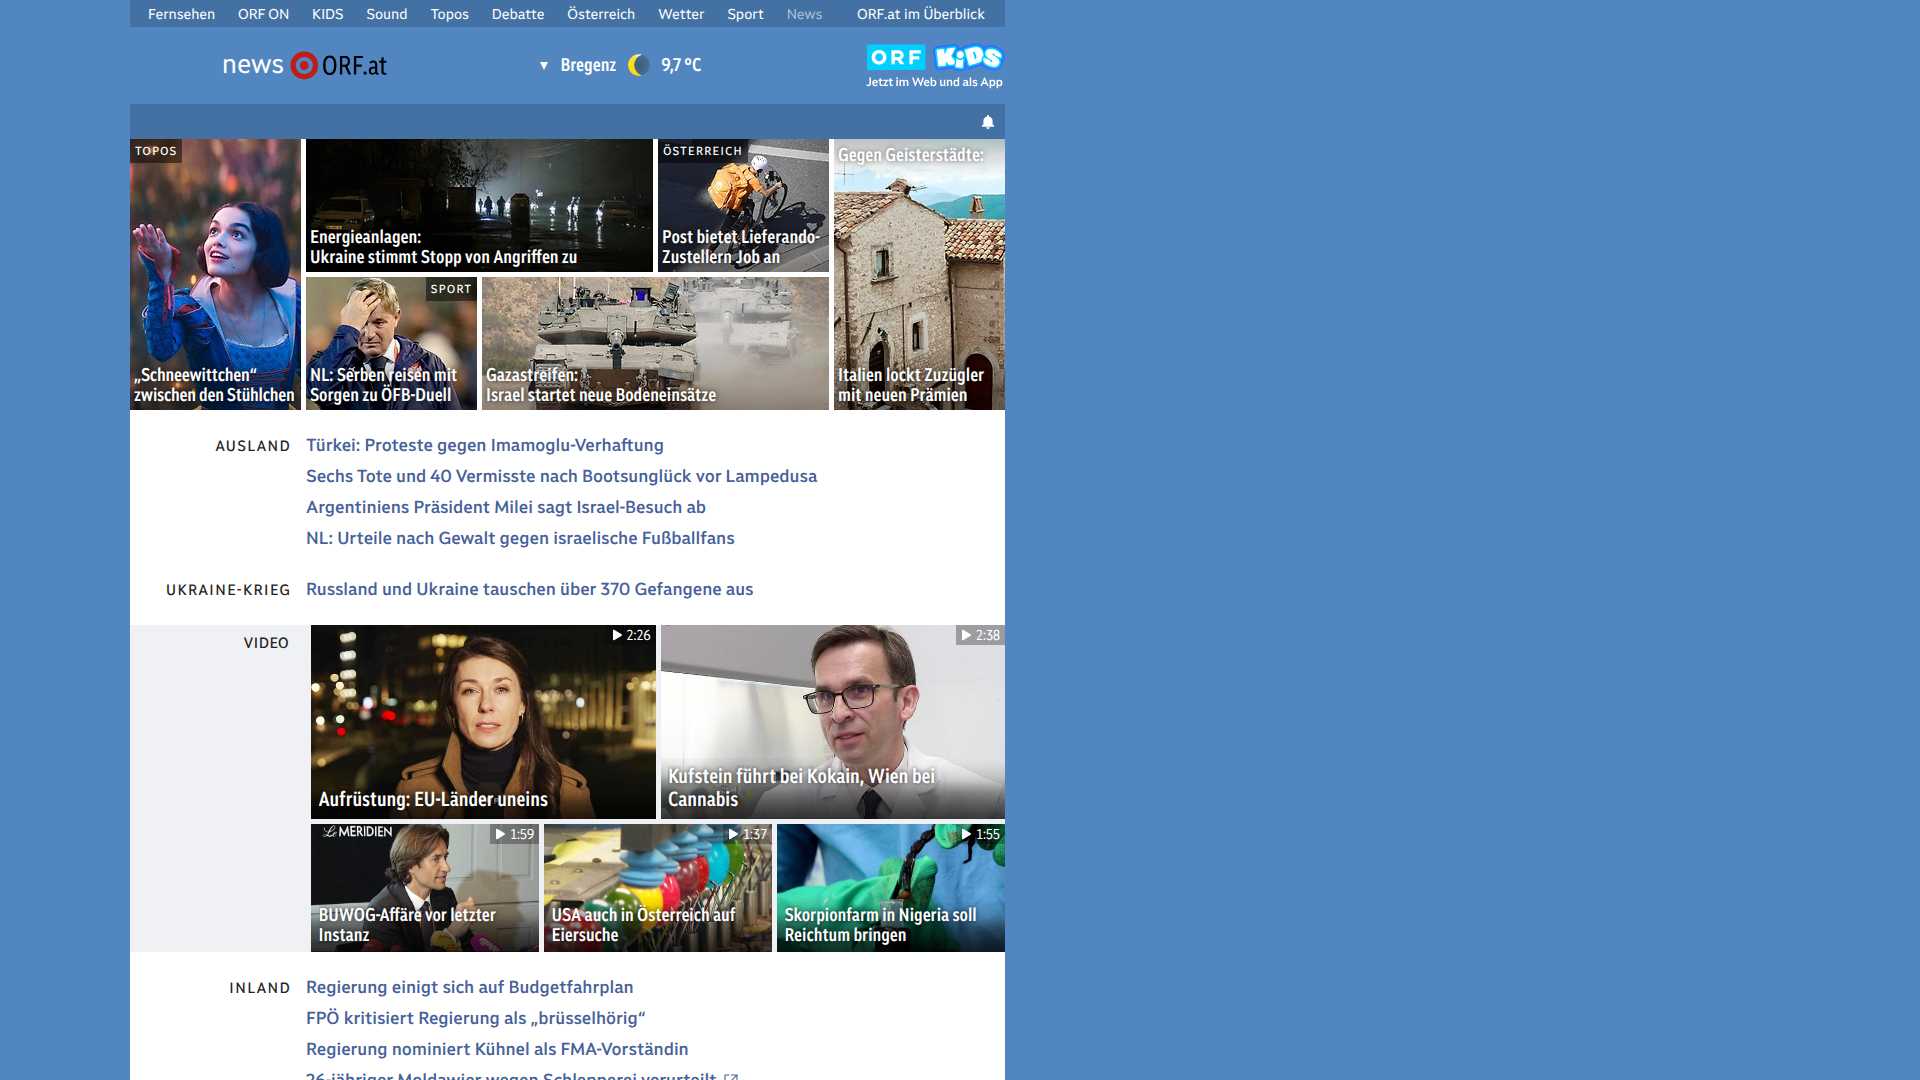 Fernsehen ORF ON KIDS Sound Topos Debatte Österreich Wetter Sport News ORF.at im Überblick
news ORF.at
Bregenz 9,7 °C
ORF KiDS
Jetzt im Web und als App
TOPOS
„Schneewittchen“
zwischen den Stühlchen
Energieanlagen:
Ukraine stimmt Stopp von Angriffen zu
ÖSTERREICH
Post bietet Lieferando-
Zustellern Job an
Gegen Geisterstädte:
Italien lockt Zuzügler
mit neuen Prämien
SPORT
NL: Serben reisen mit
Sorgen zu ÖFB-Duell
Gazastreifen:
Israel startet neue Bodeneinsätze
AUSLAND
Türkei: Proteste gegen Imamoglu-Verhaftung
Sechs Tote und 40 Vermisste nach Bootsunglück vor Lampedusa
Argentiniens Präsident Milei sagt Israel-Besuch ab
NL: Urteile nach Gewalt gegen israelische Fußballfans
UKRAINE-KRIEG
Russland und Ukraine tauschen über 370 Gefangene aus
VIDEO
2:26
Aufrüstung: EU-Länder uneins
2:38
Kufstein führt bei Kokain, Wien bei
Cannabis
Le MERIDIEN
1:59
BUWOG-Affäre vor letzter
Instanz
1:37
USA auch in Österreich auf
Eiersuche
1:55
Skorpionfarm in Nigeria soll
Reichtum bringen
INLAND
Regierung einigt sich auf Budgetfahrplan
FPÖ kritisiert Regierung als „brüsselhörig“
Regierung nominiert Kühnel als FMA-Vorständin
26-jähriger Moldawier wegen Schlepperei verurteilt